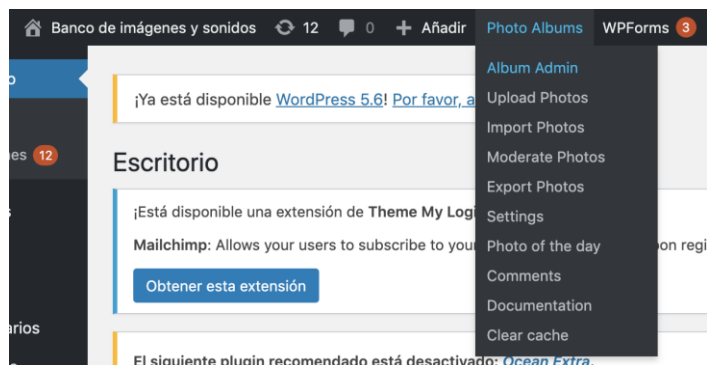 Banco de imágenes y sonidos 12 0 + Añadir Photo Albums WPForms 3
Album Admin
Upload Photos
Import Photos
Moderate Photos
Export Photos
Settings
Photo of the day
Comments
Documentation
Clear cache
12
¡Ya está disponible WordPress 5.6! Por favor, a
Escritorio
¡Está disponible una extensión de Theme My Logi
Mailchimp: Allows your users to subscribe to your
Obtener esta extensión
El siguiente plugin recomendado está desactivado: Ocean Extra.